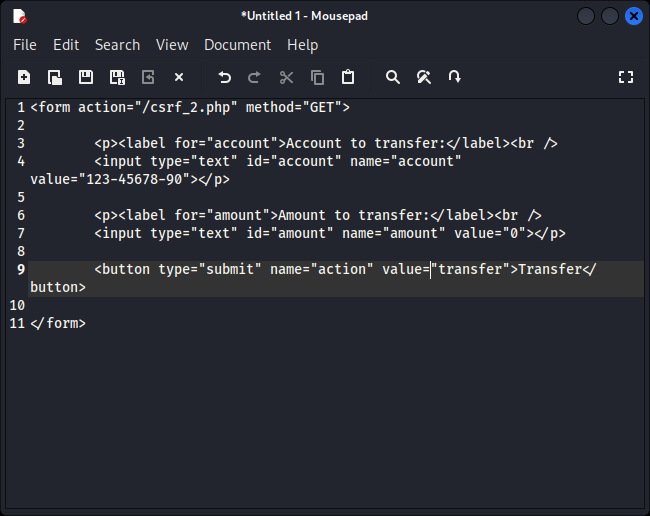 *Untitled 1 - Mousepad
File Edit Search View Document Help
1 <form action="/csrf_2.php" method="GET">
2
3 <p><label for="account">Account to transfer:</label><br />
4 <input type="text" id="account" name="account"
value="123-45678-90"></p>
5
6 <p><label for="amount">Amount to transfer:</label><br />
7 <input type="text" id="amount" name="amount" value="0"></p>
8
9 <button type="submit" name="action" value="transfer">Transfer</
button>
10
11 </form>